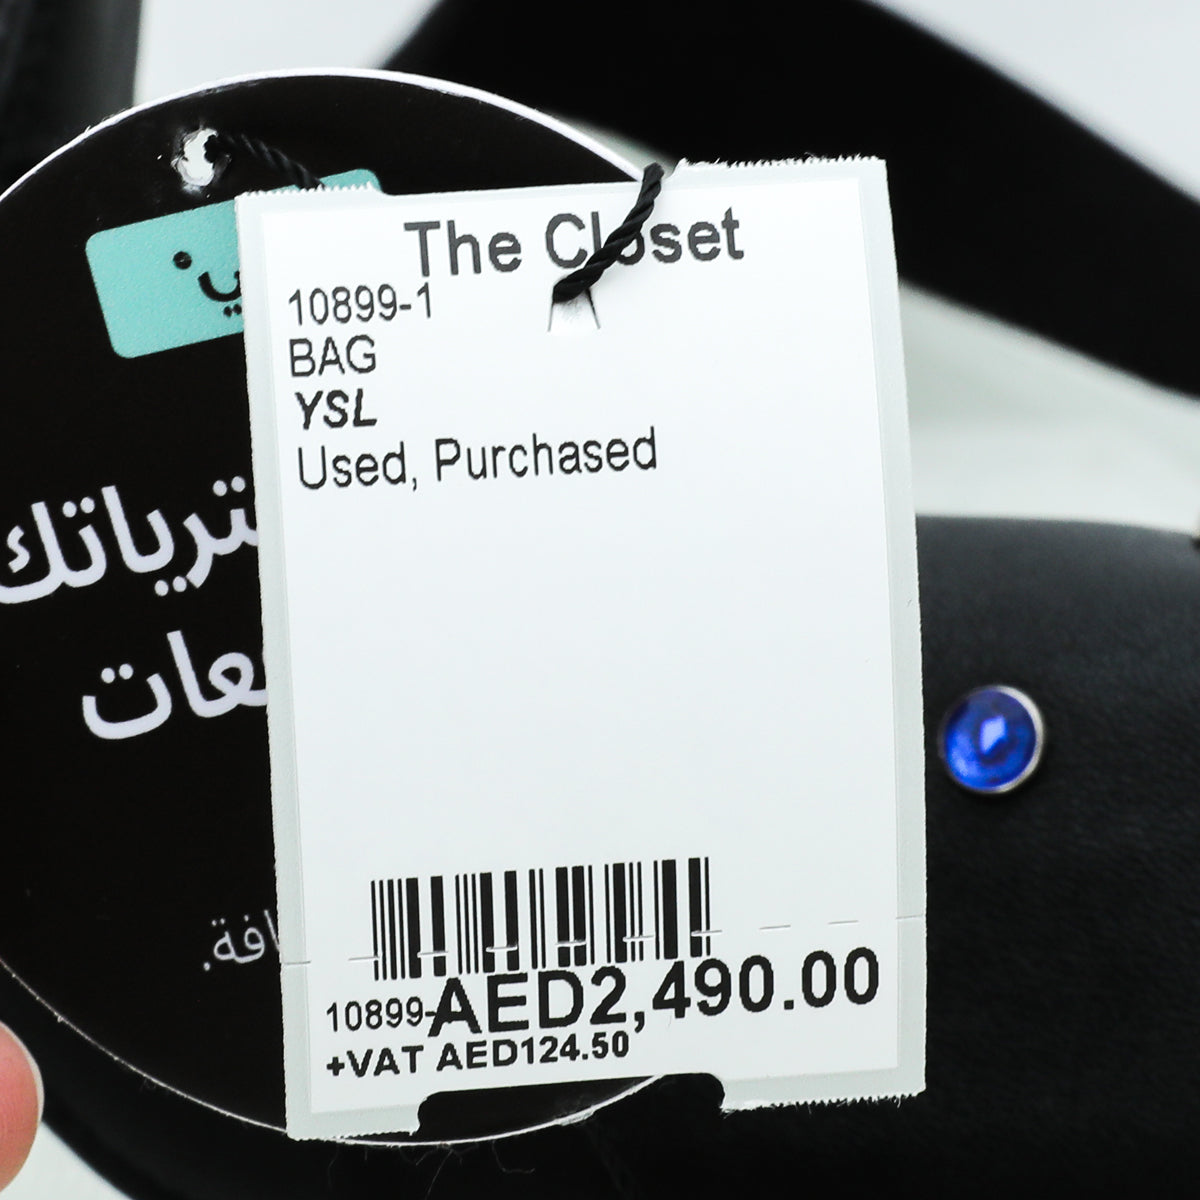 The Closet
10899-1
BAG
YSL
Used, Purchased
10899-
AED2,490.00
+VAT AED124.50